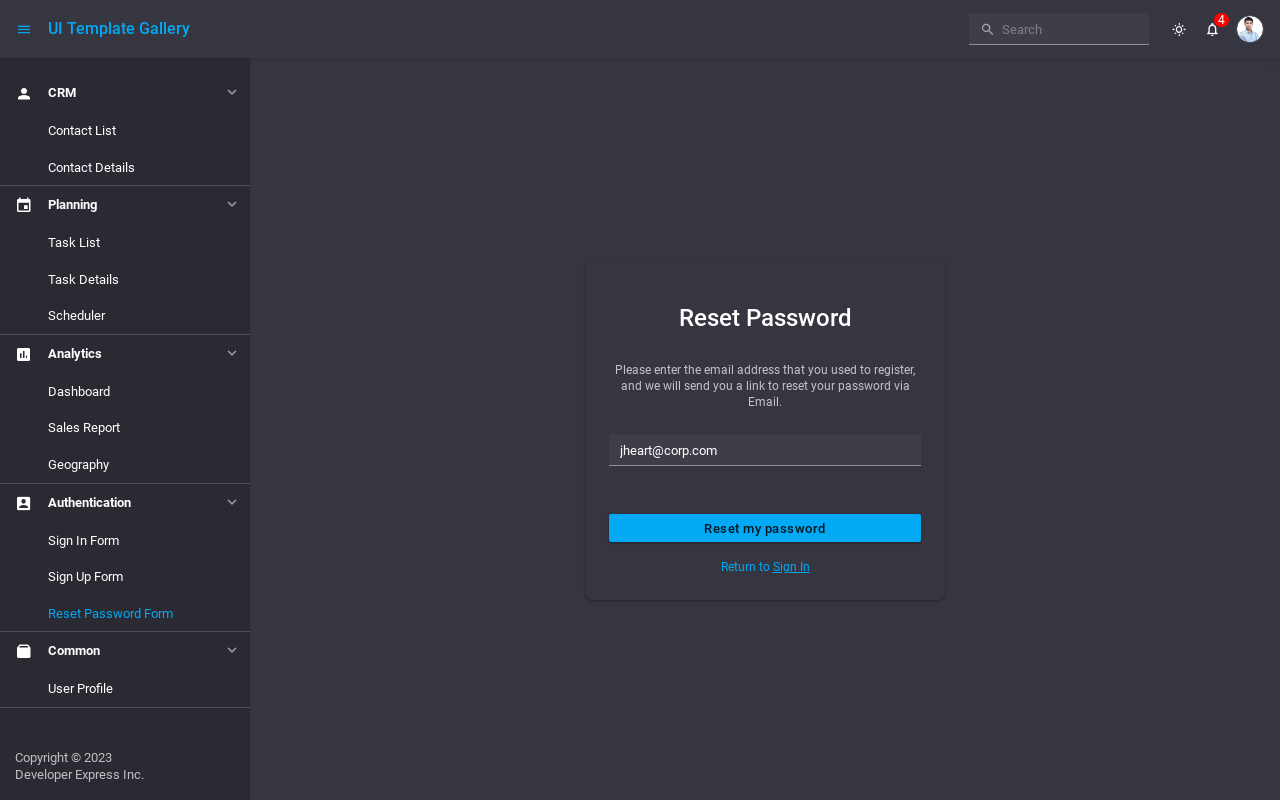 UI Template Gallery
Search
4
CRM
Contact List
Contact Details
Planning
Task List
Task Details
Scheduler
Analytics
Dashboard
Sales Report
Geography
Authentication
Sign In Form
Sign Up Form
Reset Password Form
Common
User Profile
Copyright © 2023
Developer Express Inc.
Reset Password
Please enter the email address that you used to register,
and we will send you a link to reset your password via
Email.
jheart@corp.com
Reset my password
Return to Sign In